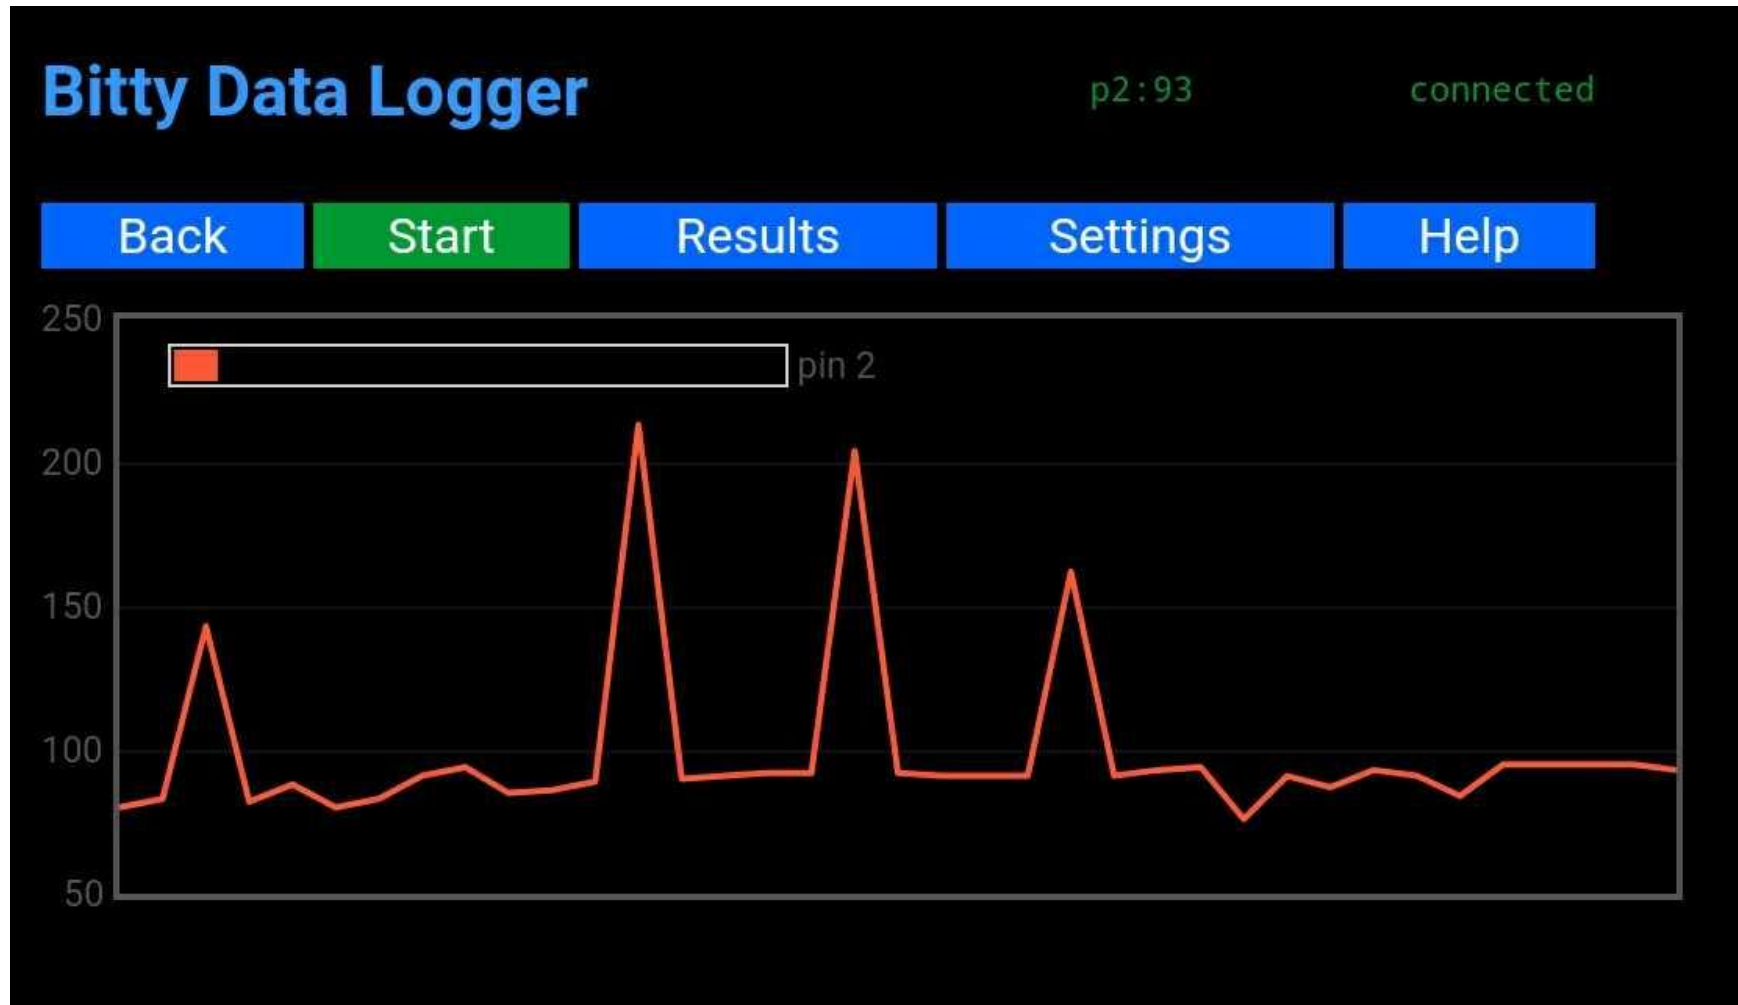 Bitty Data Logger p2:93 connected
Back Start Results Settings Help
250
pin 2
200
150
100
50